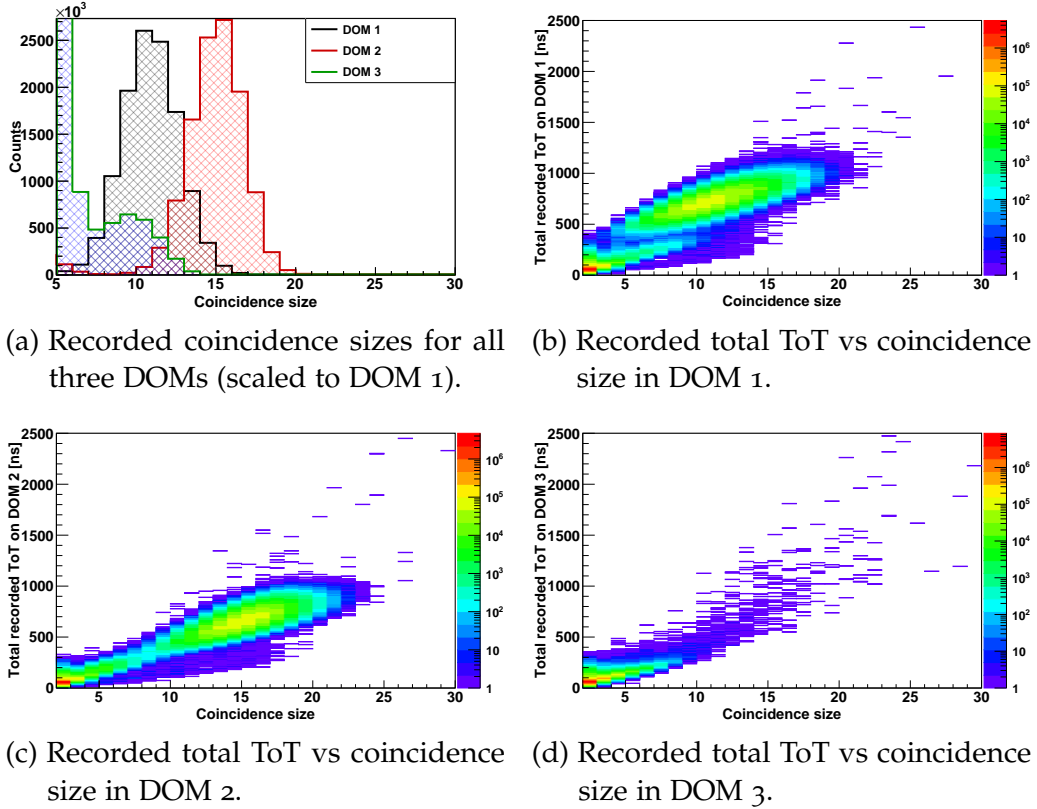 ×10³
2500
2000
1500
1000
500
0
Counts
5 10 15 20 25 30
Coincidence size
DOM 1
DOM 2
DOM 3
2500
2000
1500
1000
500
0
Total recorded ToT on DOM 1 [ns]
5 10 15 20 25 30
Coincidence size
10⁶
10⁵
10⁴
10³
10²
10
1
(a) Recorded coincidence sizes for all
three DOMs (scaled to DOM 1).
(b) Recorded total ToT vs coincidence
size in DOM 1.
2500
2000
1500
1000
500
0
Total recorded ToT on DOM 2 [ns]
5 10 15 20 25 30
Coincidence size
10⁶
10⁵
10⁴
10³
10²
10
1
2500
2000
1500
1000
500
0
Total recorded ToT on DOM 3 [ns]
5 10 15 20 25 30
Coincidence size
10⁶
10⁵
10⁴
10³
10²
10
1
(c) Recorded total ToT vs coincidence
size in DOM 2.
(d) Recorded total ToT vs coincidence
size in DOM 3.